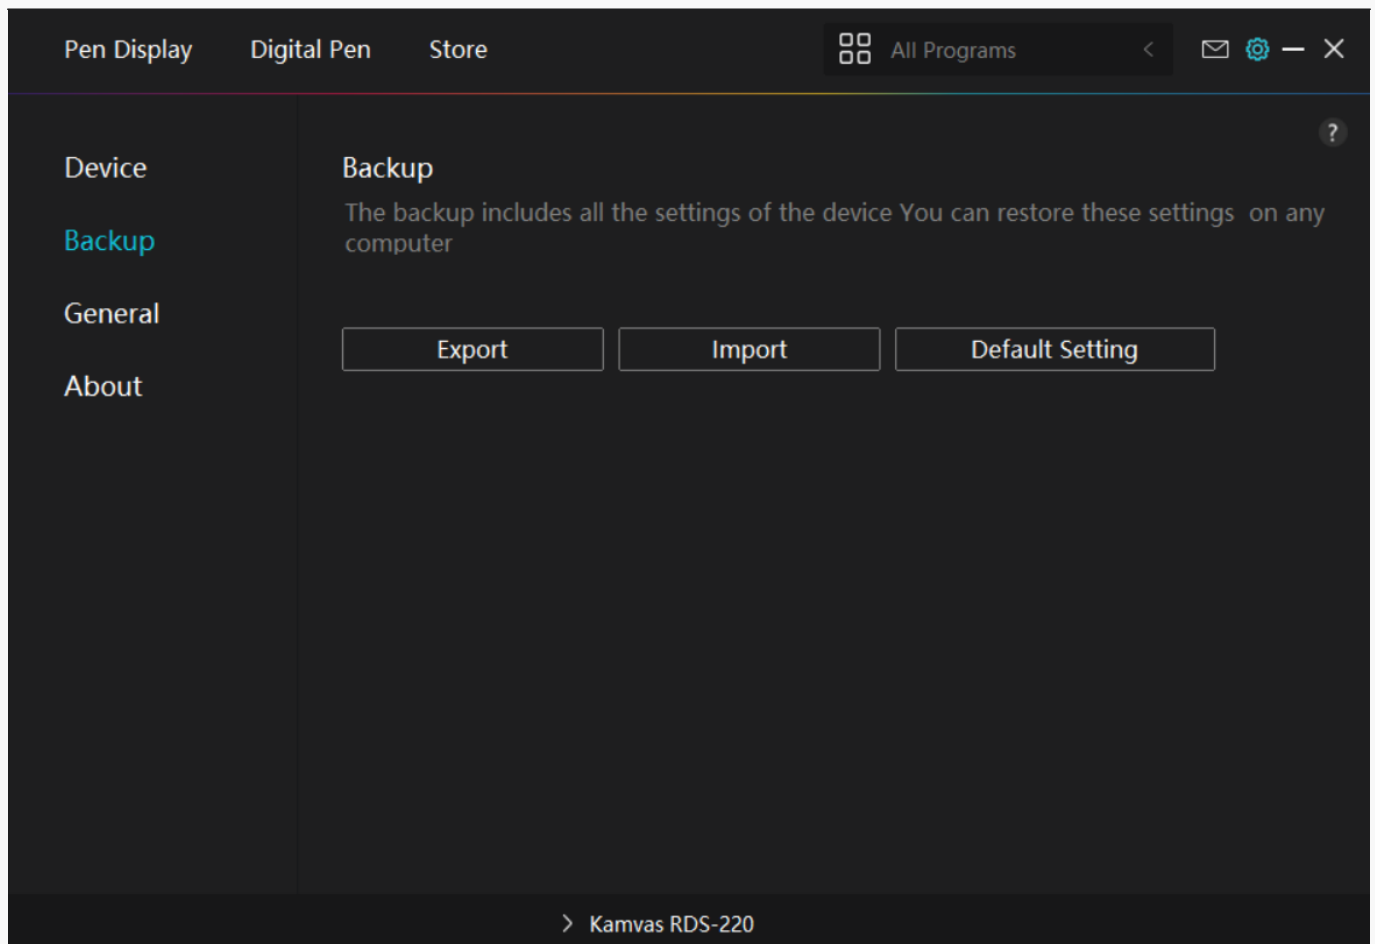 Pen Display Digital Pen Store All Programs
?
Device
Backup
General
About
Backup
The backup includes all the settings of the device You can restore these settings on any
computer
Export Import Default Setting
Kamvas RDS-220